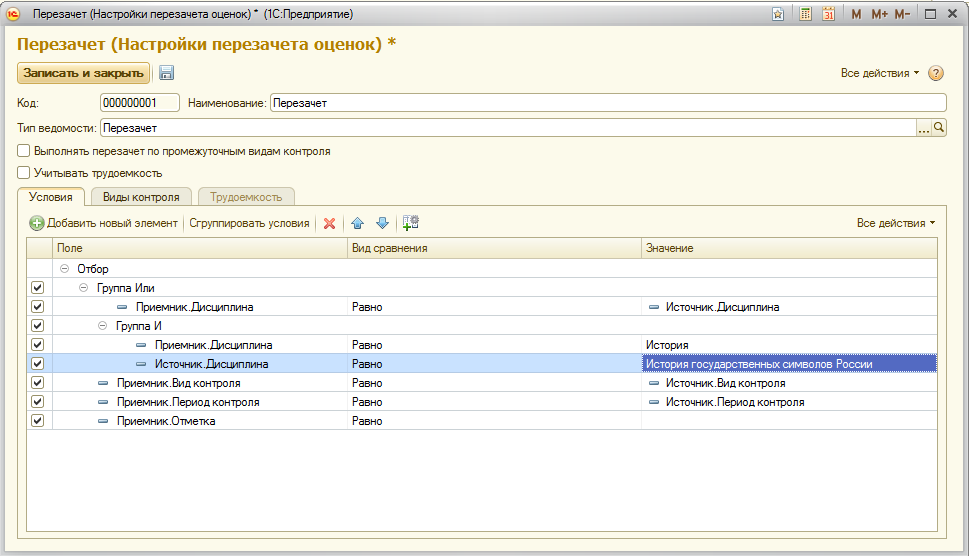 Перезачет (Настройки перезачета оценок) * (1С:Предприятие)
31 M M+ M-
Перезачет (Настройки перезачета оценок) *
Записать и закрыть Все действия ?
Код: 000000001 Наименование: Перезачет
Тип ведомости: Перезачет ...
Выполнять перезачет по промежуточным видам контроля
Учитывать трудоемкость
Условия Виды контроля Трудоемкость
Добавить новый элемент Сгруппировать условия Все действия
Поле Вид сравнения Значение
Отбор
Группа Или
Приемник.Дисциплина Равно Источник.Дисциплина
Группа И
Приемник.Дисциплина Равно История
Источник.Дисциплина Равно История государственных символов России
Приемник.Вид контроля Равно Источник.Вид контроля
Приемник.Период контроля Равно Источник.Период контроля
Приемник.Отметка Равно